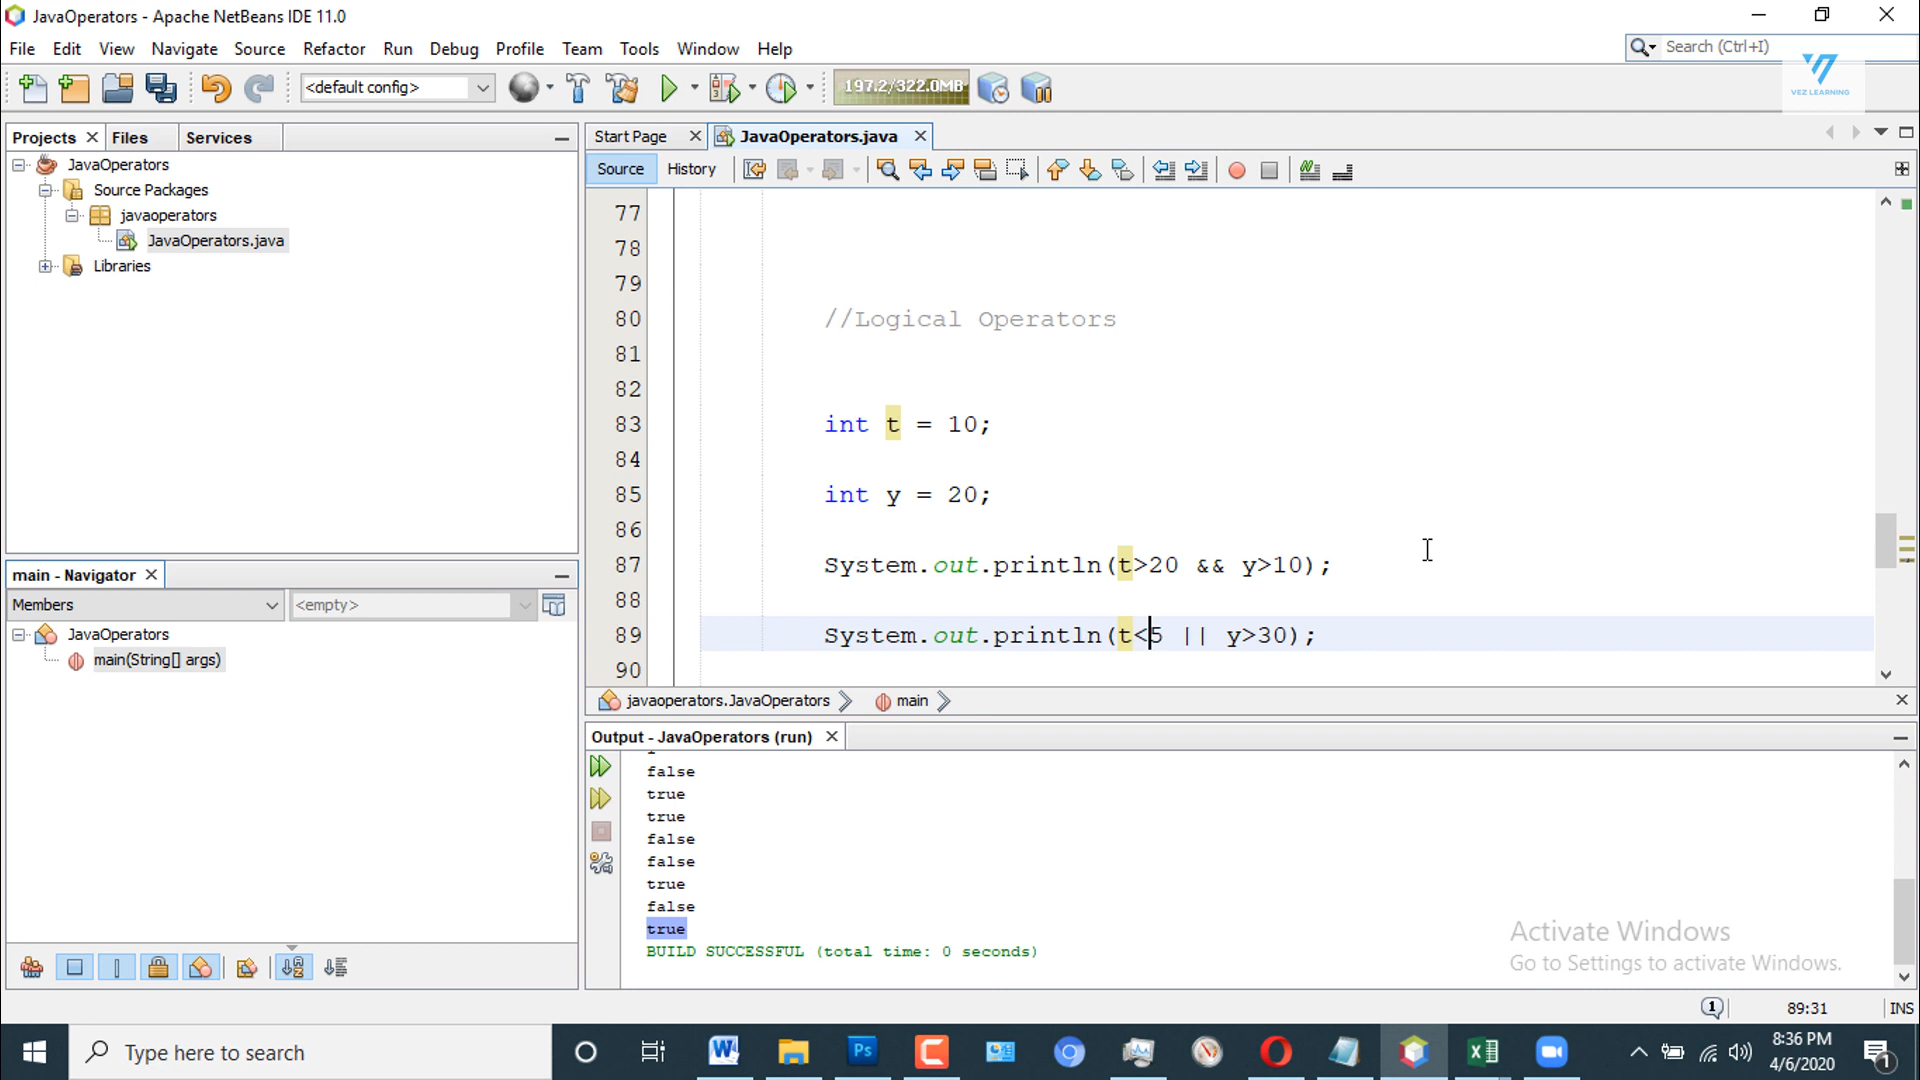 JavaOperators - Apache NetBeans IDE 11.0
File Edit View Navigate Source Refactor Run Debug Profile Team Tools Window Help
Search (Ctrl+I)
<default config>
197.2/322.0MB
VEZ LEARNING
Projects Files Services
Start Page JavaOperators.java
JavaOperators
Source Packages
javaoperators
JavaOperators.java
Libraries
Source History
77
78
79
80 //Logical Operators
81
82
83 int t = 10;
84
85 int y = 20;
86
87 System.out.println(t>20 && y>10);
88
89 System.out.println(t<5 || y>30);
90
main - Navigator
Members <empty>
JavaOperators
main(String[] args)
javaoperators.JavaOperators main
Output - JavaOperators (run)
false
true
true
false
false
true
false
true
BUILD SUCCESSFUL (total time: 0 seconds)
Activate Windows
Go to Settings to activate Windows.
1 89:31 INS
Type here to search
8:36 PM
4/6/2020
1